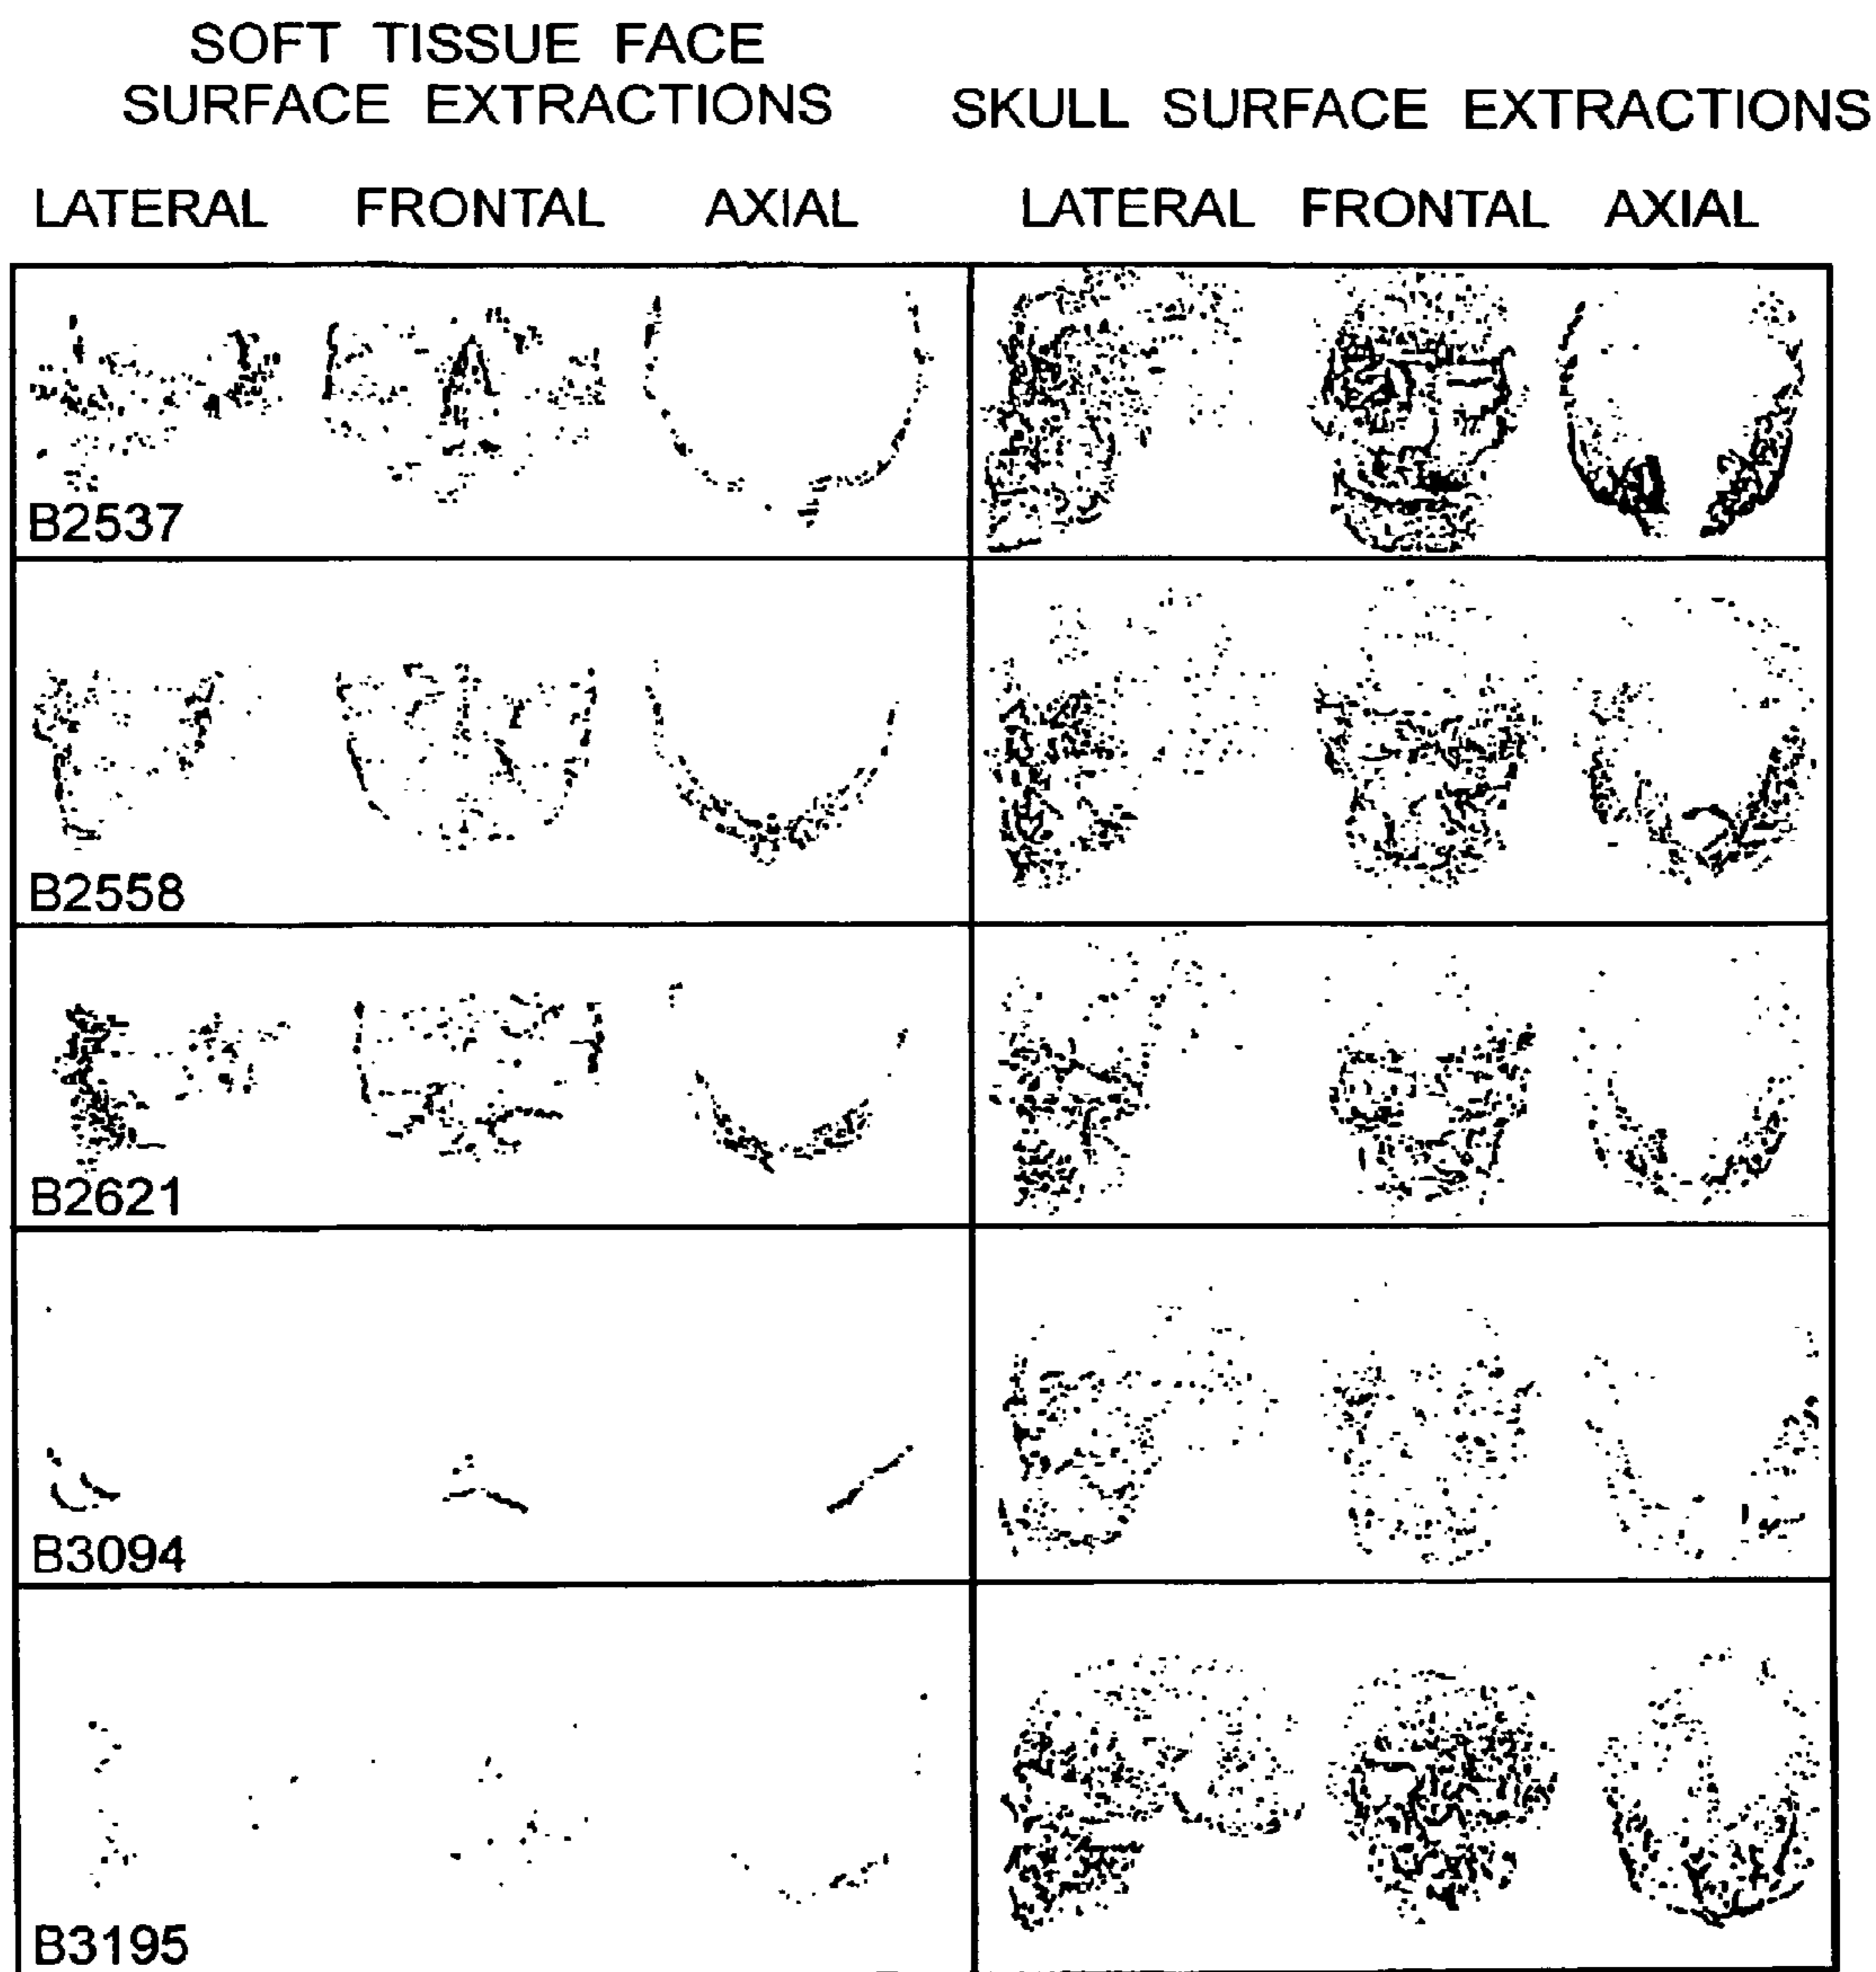 SOFT TISSUE FACE
SURFACE EXTRACTIONS
SKULL SURFACE EXTRACTIONS
LATERAL FRONTAL AXIAL LATERAL FRONTAL AXIAL
B2537
B2558
B2621
B3094
B3195